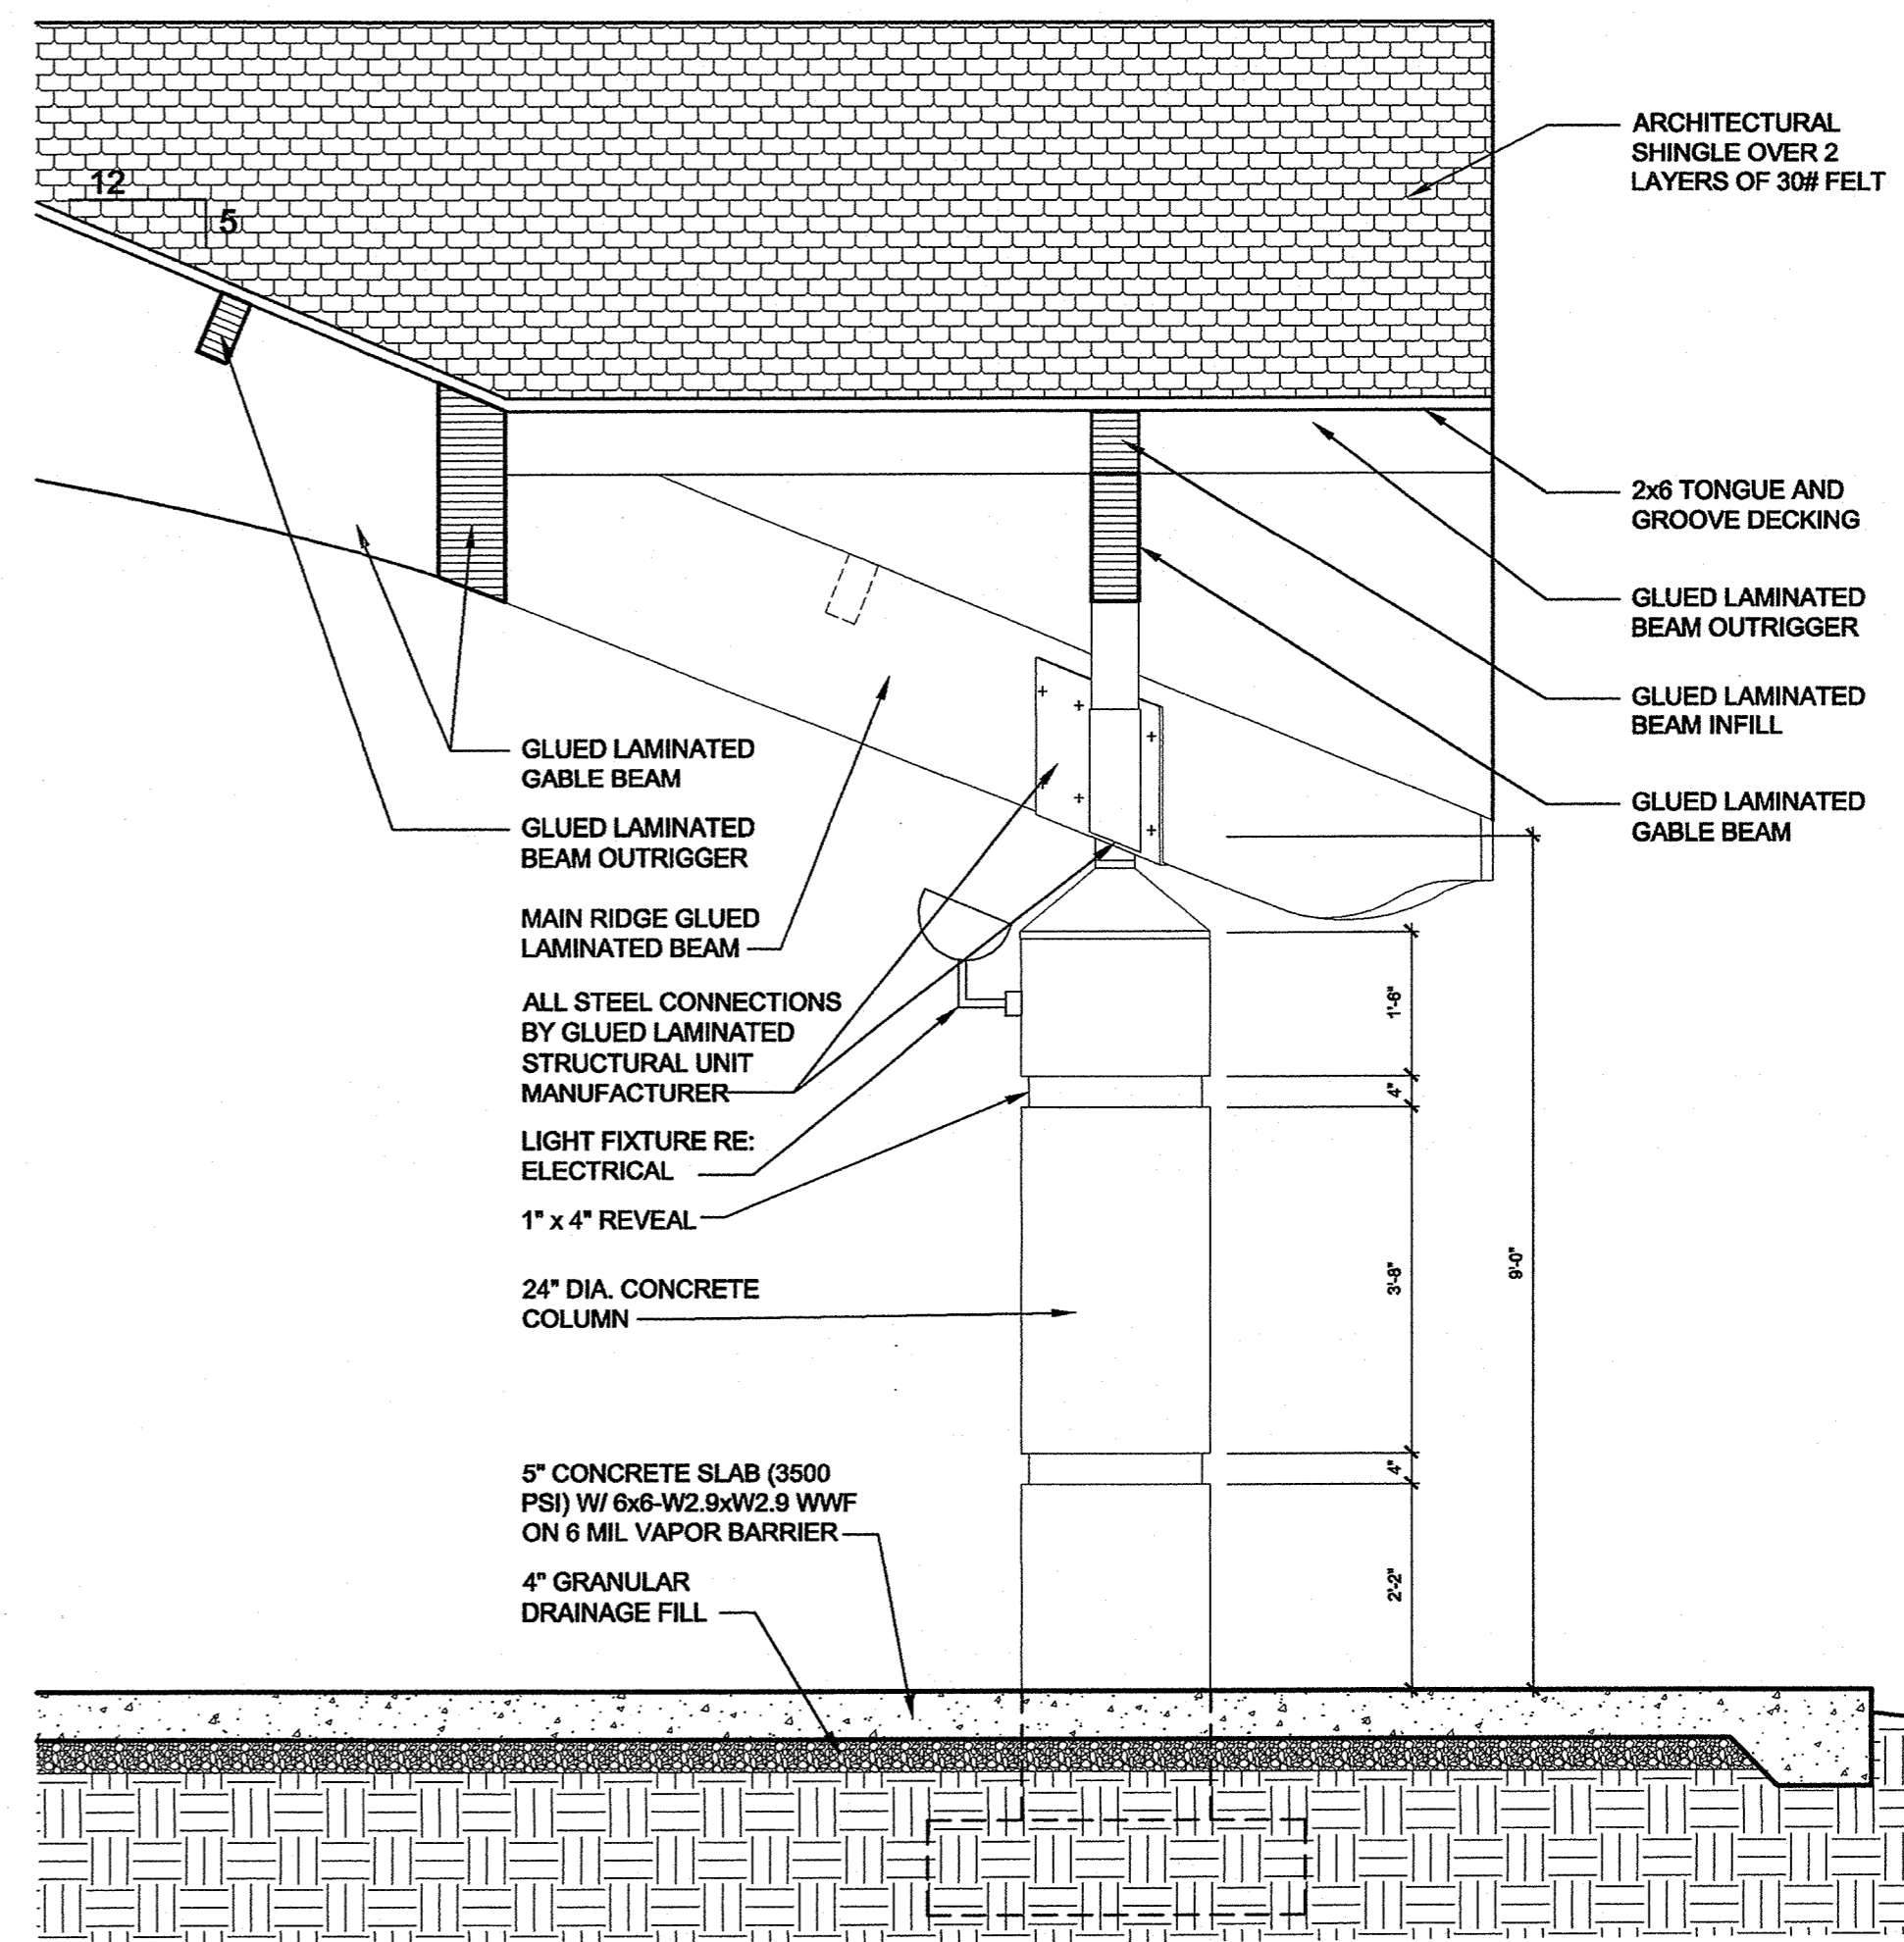 12
5
ARCHITECTURAL
SHINGLE OVER 2
LAYERS OF 30# FELT
2x6 TONGUE AND
GROOVE DECKING
GLUED LAMINATED
BEAM OUTRIGGER
GLUED LAMINATED
BEAM INFILL
GLUED LAMINATED
GABLE BEAM
GLUED LAMINATED
GABLE BEAM
GLUED LAMINATED
BEAM OUTRIGGER
MAIN RIDGE GLUED
LAMINATED BEAM
ALL STEEL CONNECTIONS
BY GLUED LAMINATED
STRUCTURAL UNIT
MANUFACTURER
LIGHT FIXTURE RE:
ELECTRICAL
1" x 4" REVEAL
24" DIA. CONCRETE
COLUMN
5" CONCRETE SLAB (3500
PSI) W/ 6x6-W2.9xW2.9 WWF
ON 6 MIL VAPOR BARRIER
4" GRANULAR
DRAINAGE FILL
1'-6"
4"
3'-8"
4"
2'-2"
9'-0"